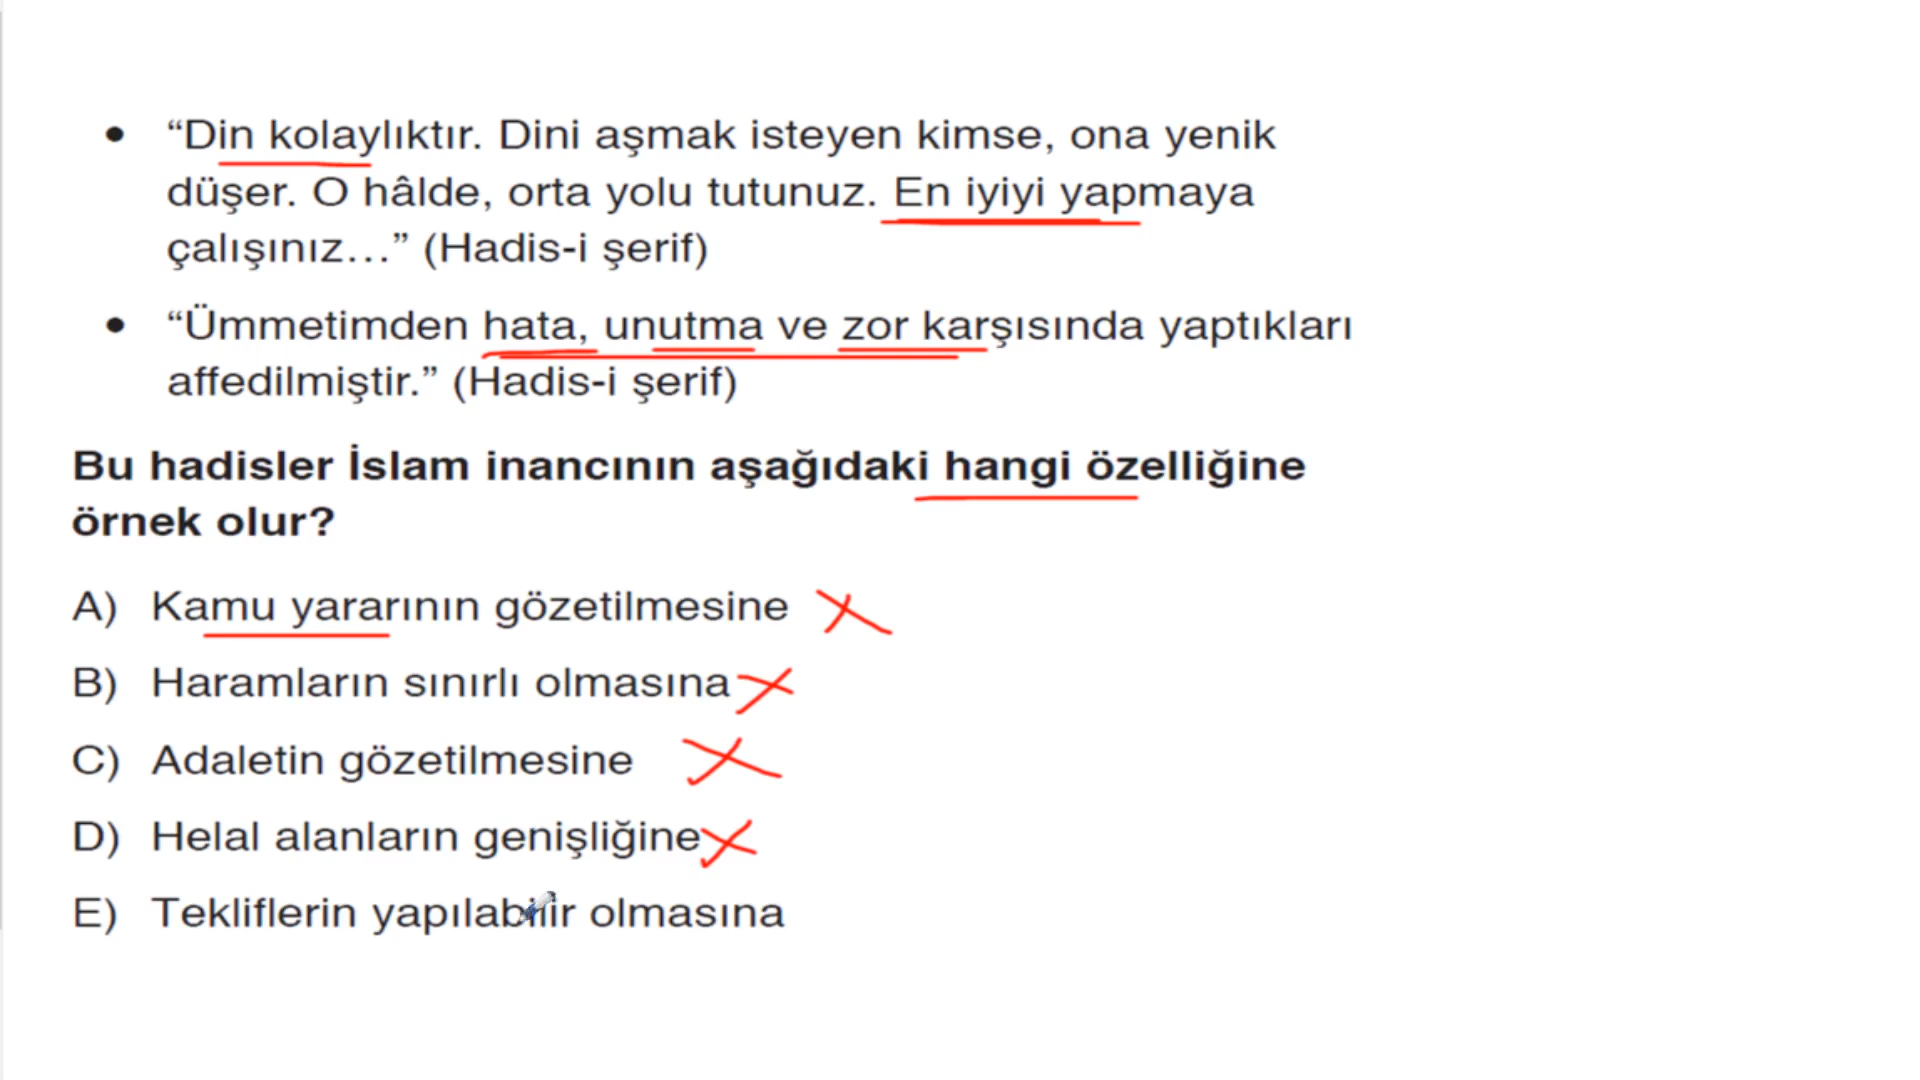 • “Din kolaylıktır. Dini aşmak isteyen kimse, ona yenik
düşer. O hâlde, orta yolu tutunuz. En iyiyi yapmaya
çalışınız...” (Hadis-i şerif)
• “Ümmetimden hata, unutma ve zor karşısında yaptıkları
affedilmiştir.” (Hadis-i şerif)
Bu hadisler İslam inancının aşağıdaki hangi özelliğine
örnek olur?
A) Kamu yararının gözetilmesine
B) Haramların sınırlı olmasına
C) Adaletin gözetilmesine
D) Helal alanların genişliğine
E) Tekliflerin yapılabilir olmasına